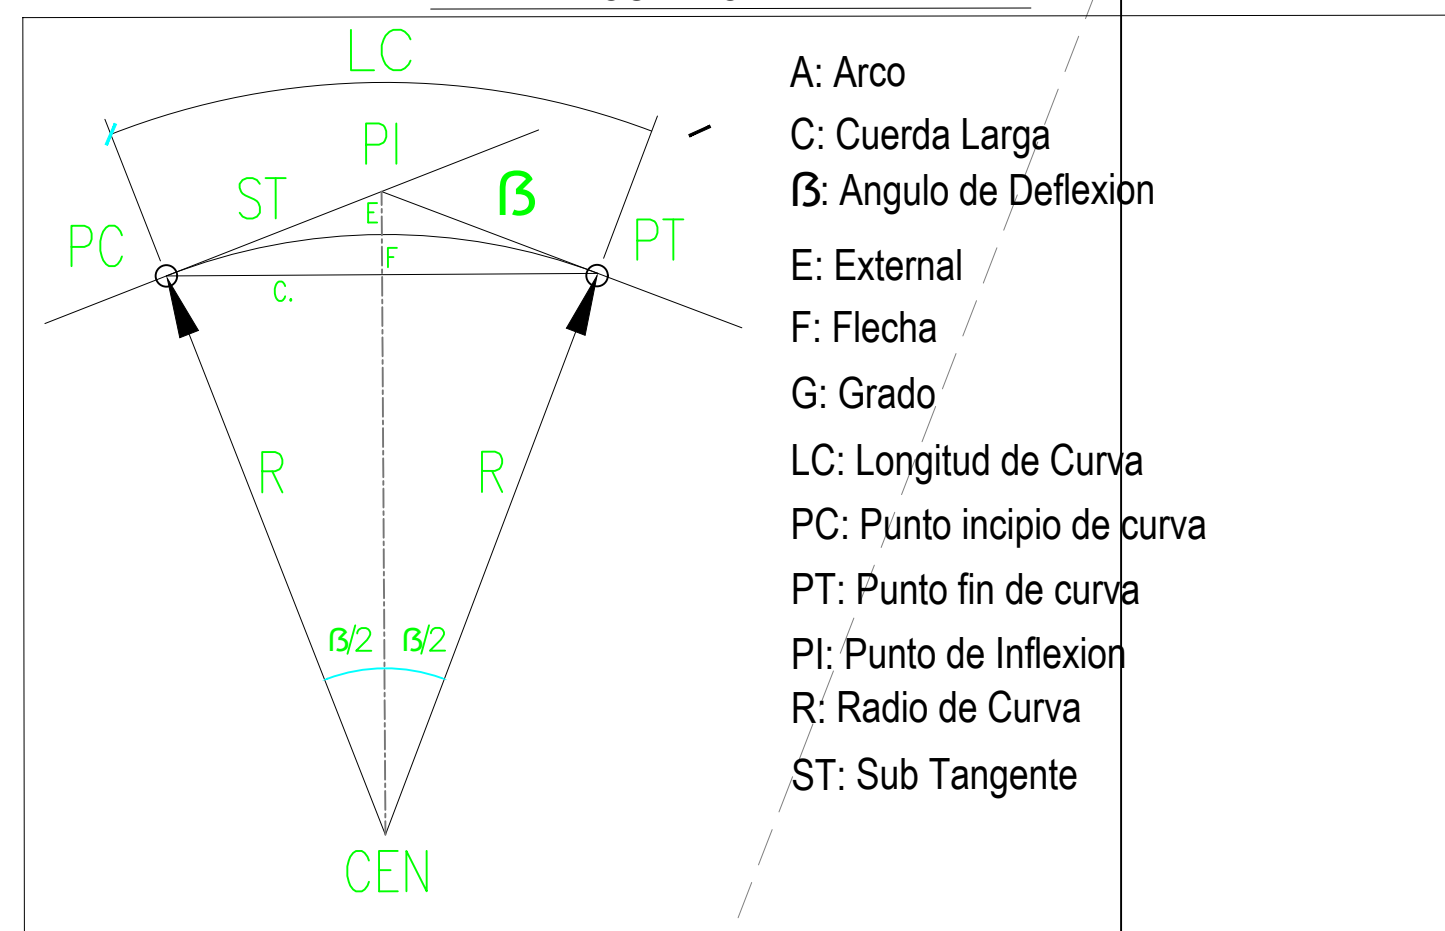 LC
PI
ST
ß
E
PC
PT
F
C.
R
R
ß/2
ß/2
CEN
A: Arco
C: Cuerda Larga
ß: Angulo de Deflexion
E: External
F: Flecha
G: Grado
LC: Longitud de Curva
PC: Punto incipio de curva
PT: Punto fin de curva
PI: Punto de Inflexion
R: Radio de Curva
ST: Sub Tangente